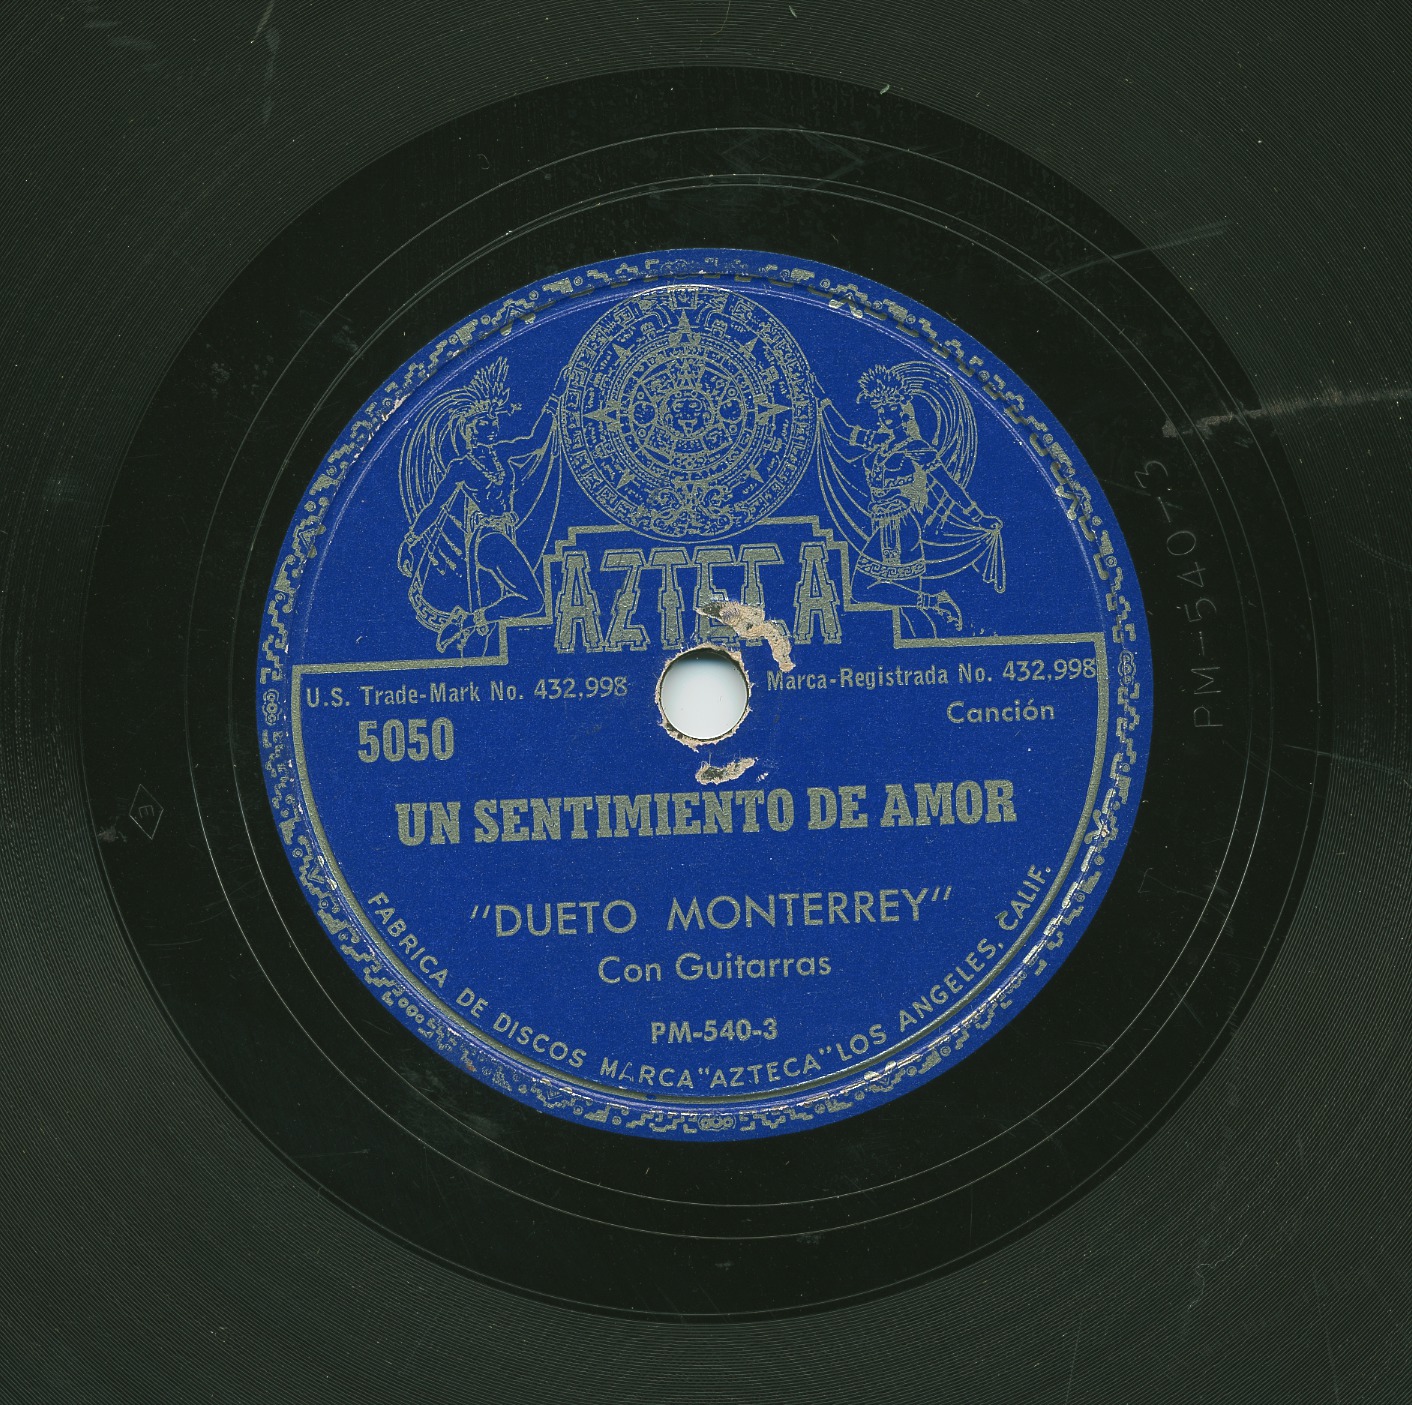 AZTECA
U.S. Trade-Mark No. 432.998
Marca-Registrada No. 432.998
5050
Canción
UN SENTIMIENTO DE AMOR
"DUETO MONTERREY"
Con Guitarras
PM-540-3
FABRICA DE DISCOS MARCA "AZTECA" LOS ANGELES, CALIF.
PM-540-3
E